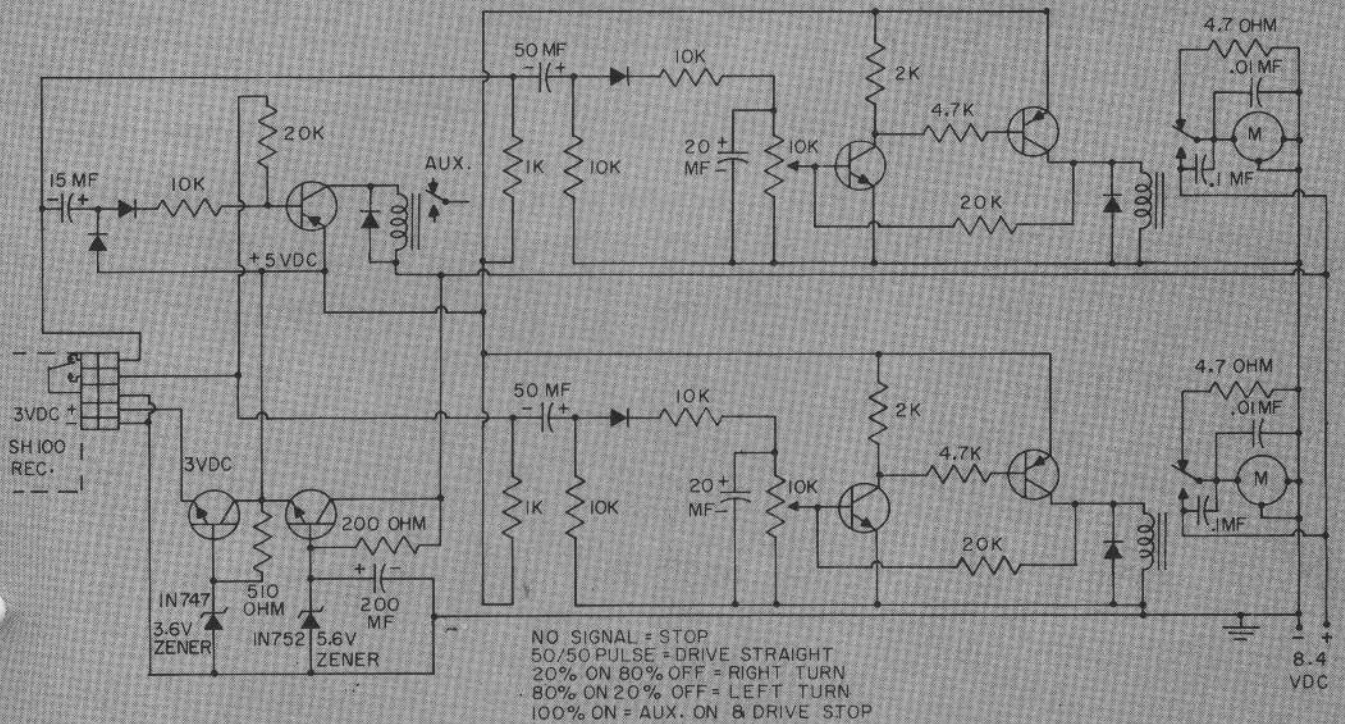 4.7 OHM
.01 MF
50 MF
- +
10K
2K
4.7K
M
20K
AUX.
1K
10K
20 +
MF -
10K
.1 MF
15 MF
- +
10K
20K
+5VDC
4.7 OHM
.01MF
50 MF
- +
10K
2K
4.7K
M
3VDC +
-
SH100
REC.
3VDC
1K
10K
20 +
MF -
10K
.1MF
200 OHM
20K
+ -
510
OHM
200
MF
IN747
3.6V
ZENER
IN752
5.6V
ZENER
-
- +
8.4
VDC
NO SIGNAL = STOP
50/50 PULSE = DRIVE STRAIGHT
20% ON 80% OFF = RIGHT TURN
80% ON 20% OFF = LEFT TURN
100% ON = AUX. ON & DRIVE STOP